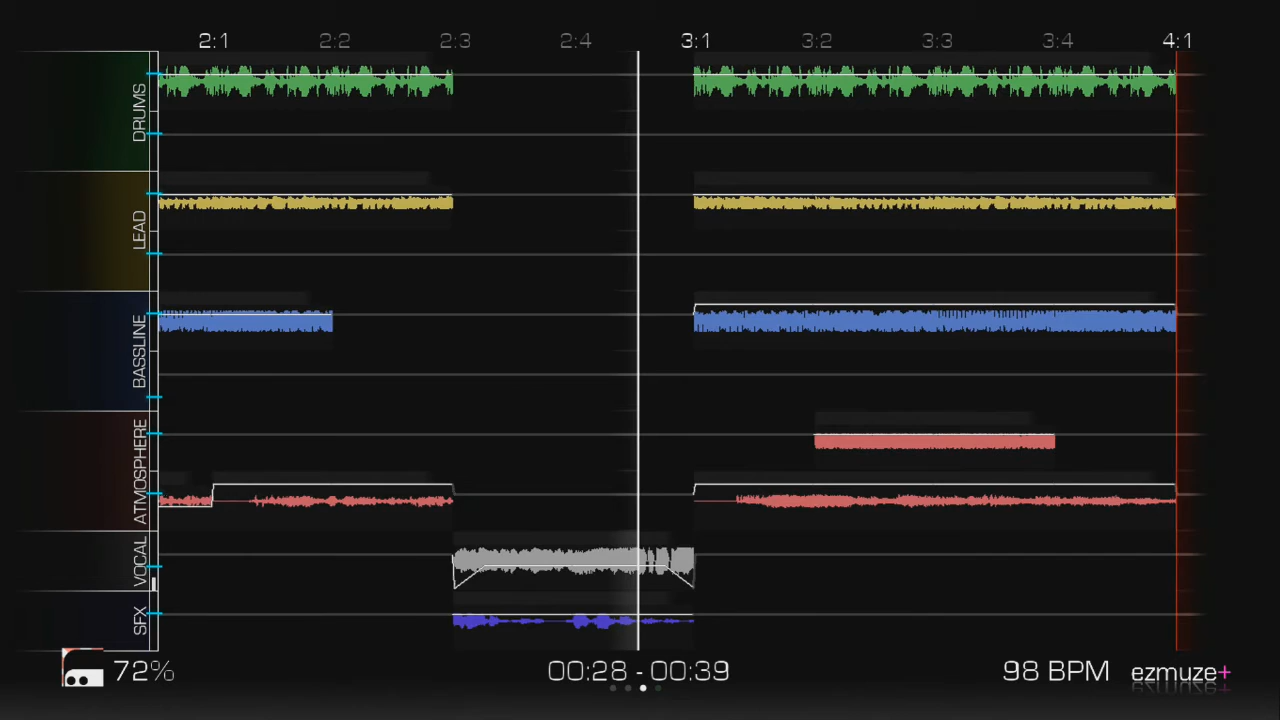 2:1 2:2 2:3 2:4 3:1 3:2 3:3 3:4 4:1
DRUMS
LEAD
BASSLINE
ATMOSPHERE
VOCAL
SFX
72% 00:28 - 00:39 98 BPM ezmuze+